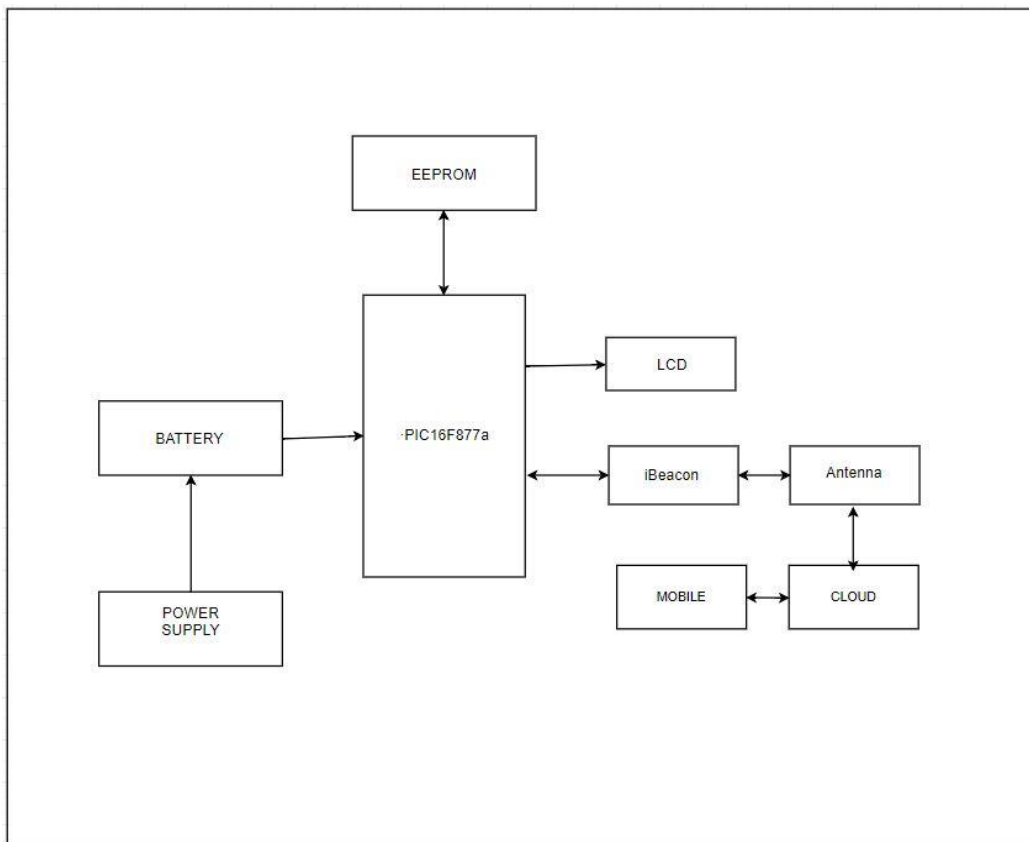 EEPROM
LCD
·PIC16F877a
BATTERY
iBeacon
Antenna
MOBILE
CLOUD
POWER
SUPPLY